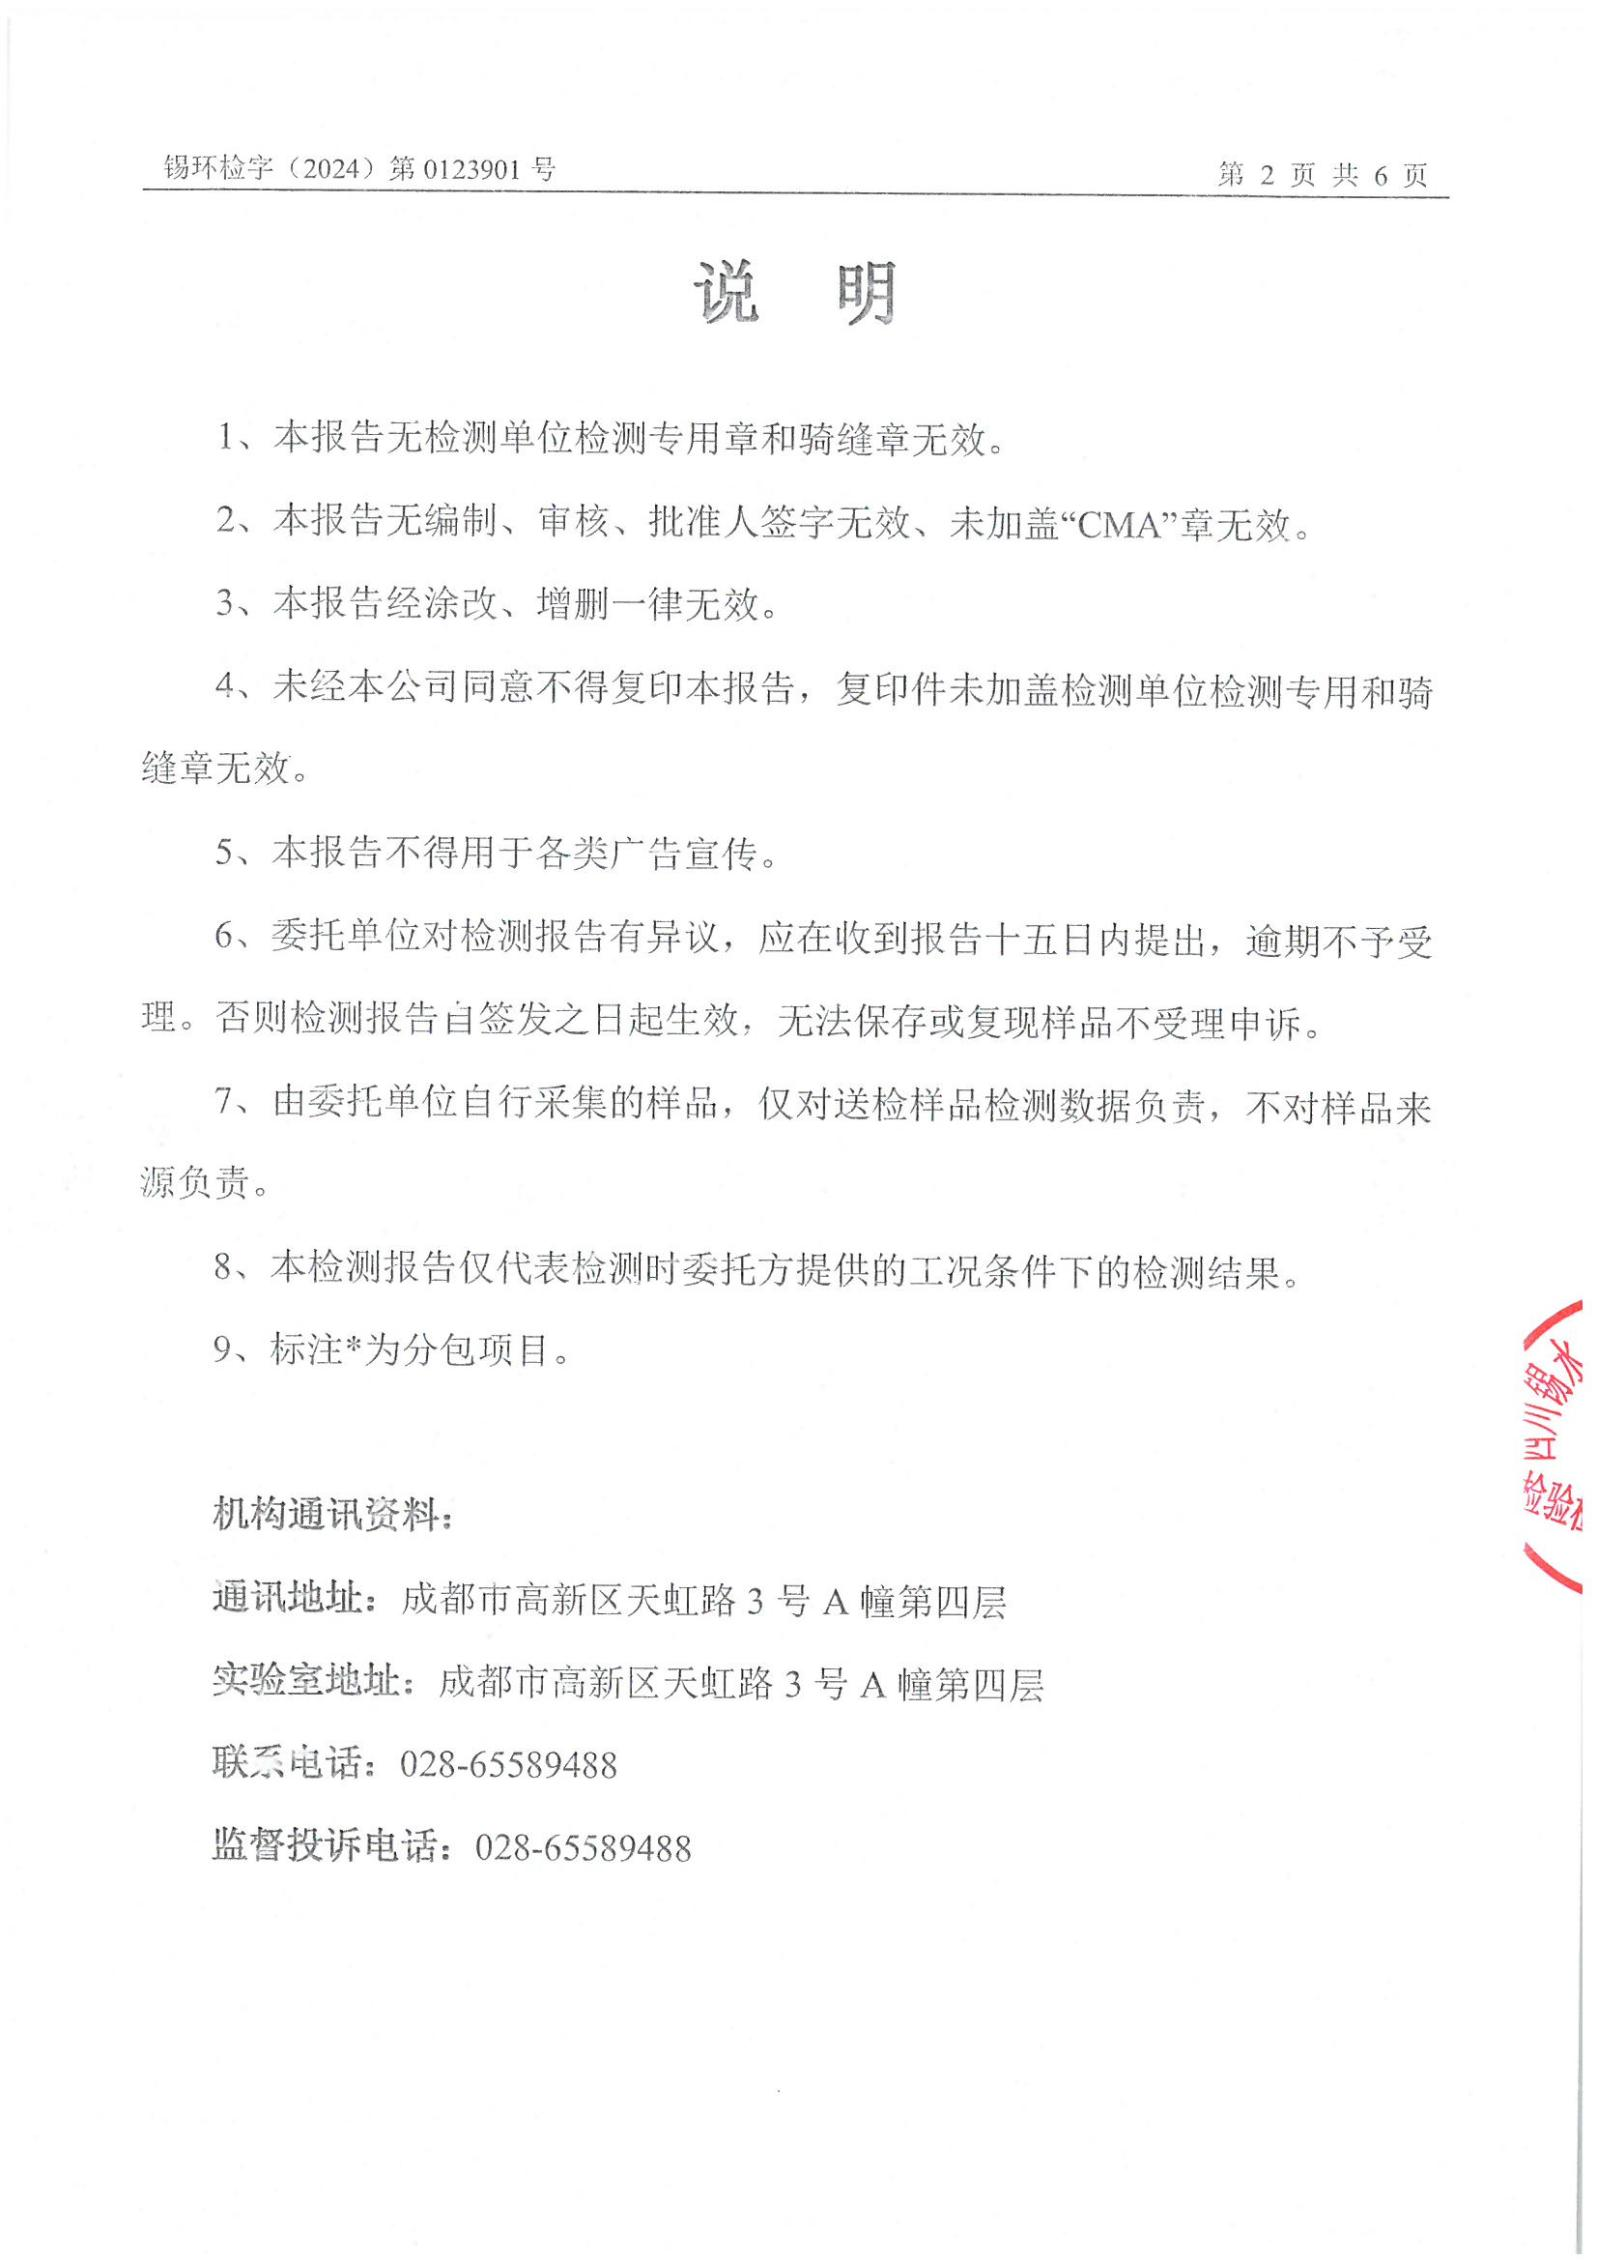 锡环检字（2024）第 0123901 号
第 2 页 共 6 页
说 明
1、本报告无检测单位检测专用章和骑缝章无效。
2、本报告无编制、审核、批准人签字无效、未加盖“CMA”章无效。
3、本报告经涂改、增删一律无效。
4、未经本公司同意不得复印本报告，复印件未加盖检测单位检测专用和骑
缝章无效。
5、本报告不得用于各类广告宣传。
6、委托单位对检测报告有异议，应在收到报告十五日内提出，逾期不予受
理。否则检测报告自签发之日起生效，无法保存或复现样品不受理申诉。
7、由委托单位自行采集的样品，仅对送检样品检测数据负责，不对样品来
源负责。
8、本检测报告仅代表检测时委托方提供的工况条件下的检测结果。
9、标注*为分包项目。
四川锡水
检验
机构通讯资料：
通讯地址：成都市高新区天虹路 3 号 A 幢第四层
实验室地址：成都市高新区天虹路 3 号 A 幢第四层
联系电话：028-65589488
监督投诉电话：028-65589488